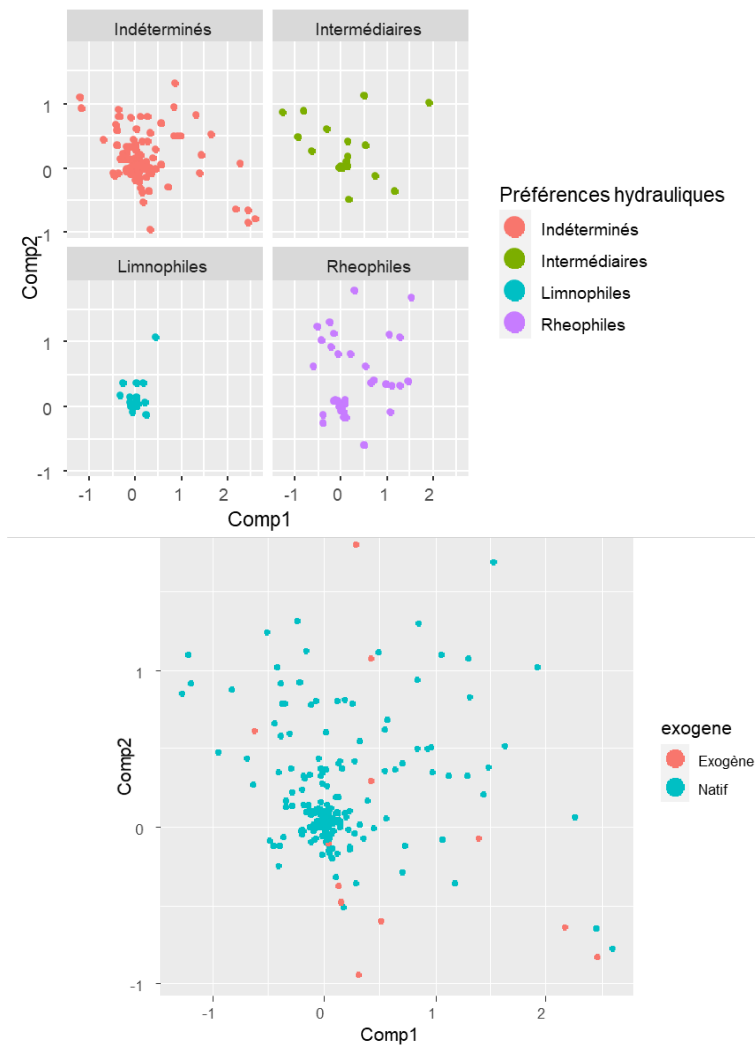 Indéterminés
Intermédiaires
1
0
1
Comp2
Limnophiles
Rheophiles
1
0
-1
-1 0 1 2
-1 0 1 2
Comp1
Préférences hydrauliques
Indéterminés
Intermédiaires
Limnophiles
Rheophiles
1
0
-1
Comp2
-1 0 1 2
Comp1
exogene
Exogène
Natif